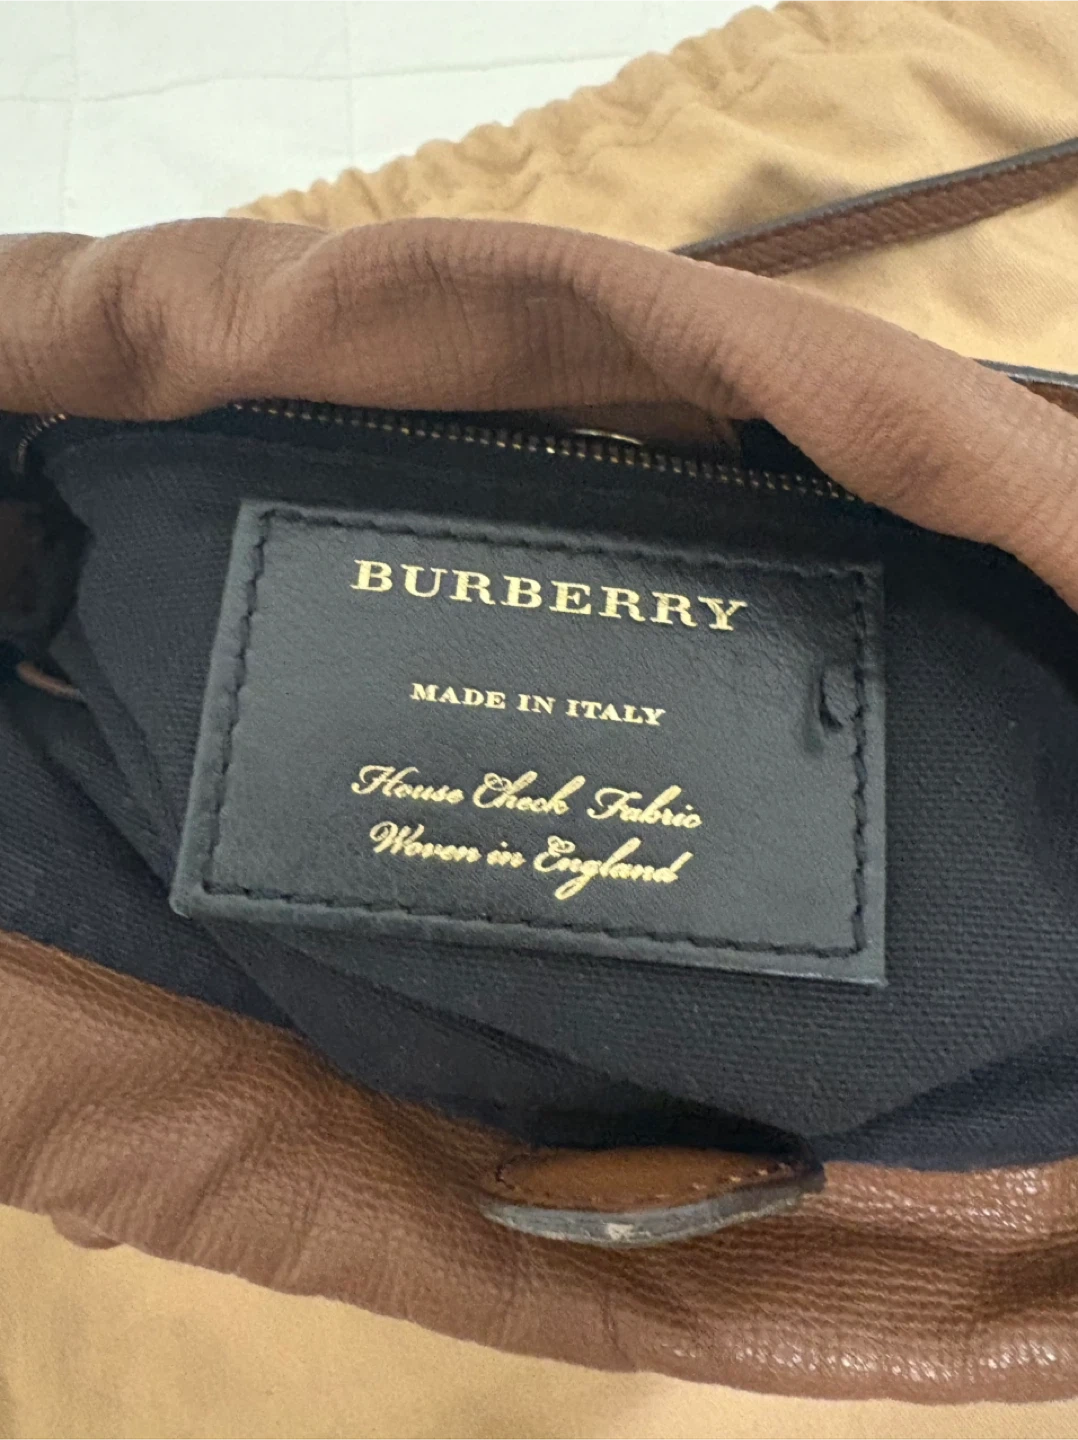 BURBERRY
MADE IN ITALY
House Check Fabric
Woven in England